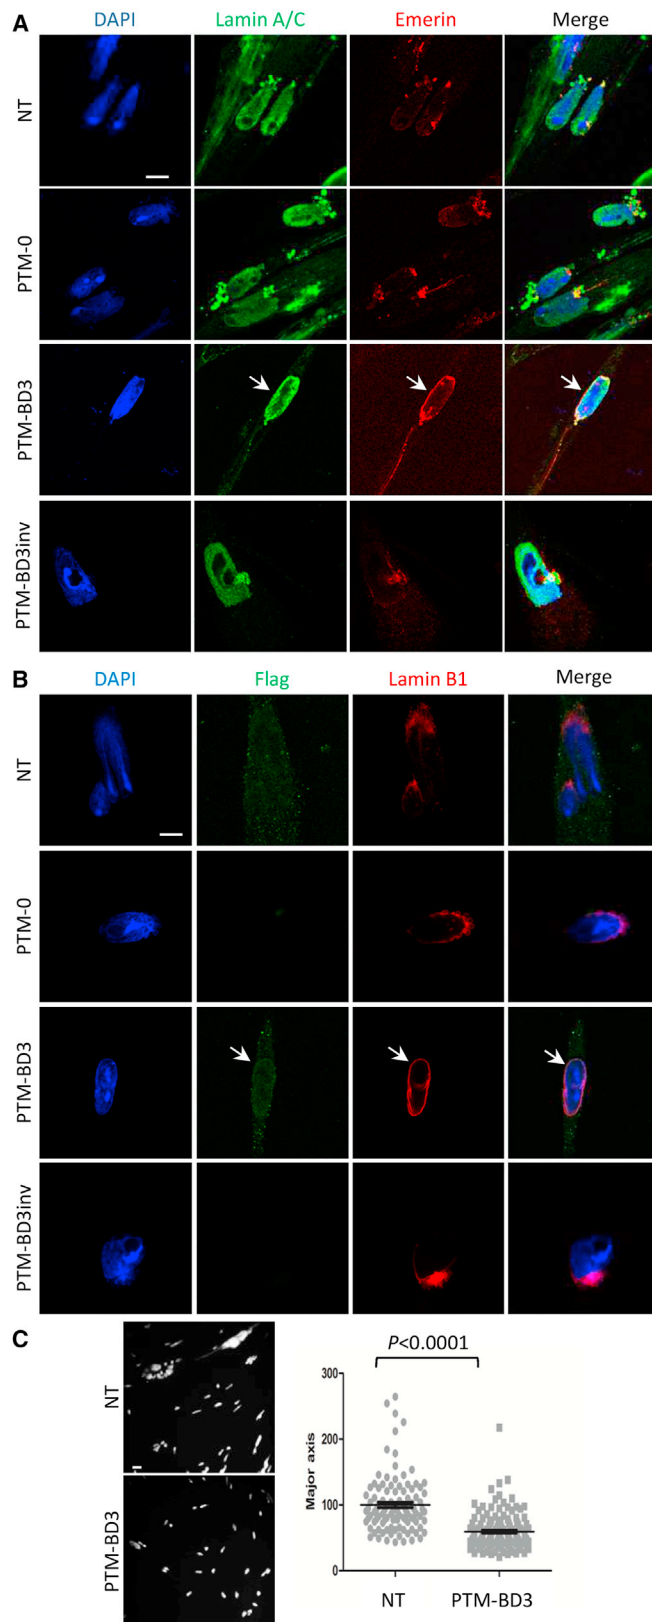 A
DAPI Lamin A/C Emerin Merge
NT
PTM-0
PTM-BD3
PTM-BD3inv
B
DAPI Flag Lamin B1 Merge
NT
PTM-0
PTM-BD3
PTM-BD3inv
C
NT
PTM-BD3
P<0.0001
300
200
100
0
Major axis
NT PTM-BD3